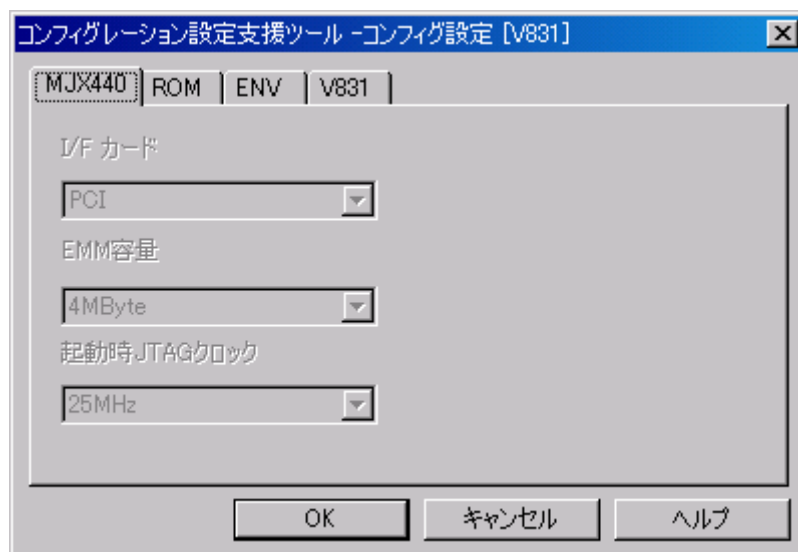 コンフィグレーション設定支援ツール -コンフィグ設定 [V831]
MJX440 ROM ENV V831
I/F カード
PCI
EMM容量
4MByte
起動時JTAGクロック
25MHz
OK キャンセル ヘルプ